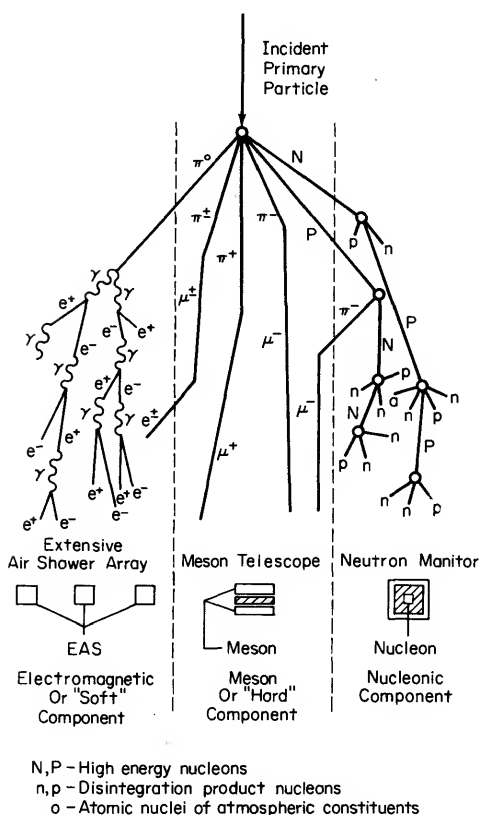 Incident
Primary
Particle
π°
N
π±
π+
π-
P
p
n
γ
γ
γ
e+
μ±
P
e-
e+
π-
N
γ
e-
μ-
γ
γ
e+
e-
n
p
n
n
a
n
p
n
N
μ-
γ
γ
e±
e-
e+
μ+
p
n
n
P
γ
e+
e-
e+
e-
e-
n
n
p
Extensive
Air Shower Array
Meson Telescope
Neutron Monitor
EAS
Meson
Nucleon
Electromagnetic
Or "Soft"
Component
Meson
Or "Hard"
Component
Nucleonic
Component
N,P - High energy nucleons
n,p - Disintegration product nucleons
o - Atomic nuclei of atmospheric constituents